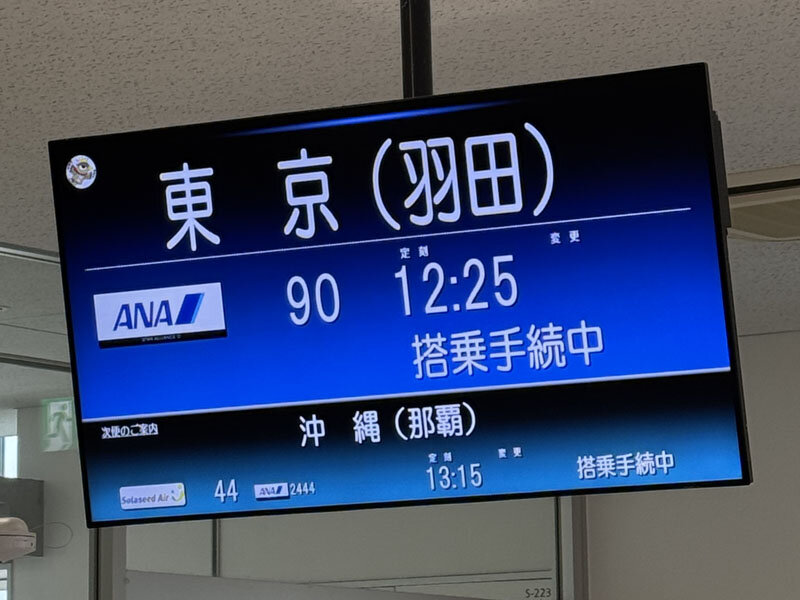 東京(羽田)
定刻 変更
ANA 90 12:25
搭乗手続中
次便のご案内 沖縄(那覇)
定刻 変更
Solaseed Air 44 ANA 2444 13:15 搭乗手続中
S-223